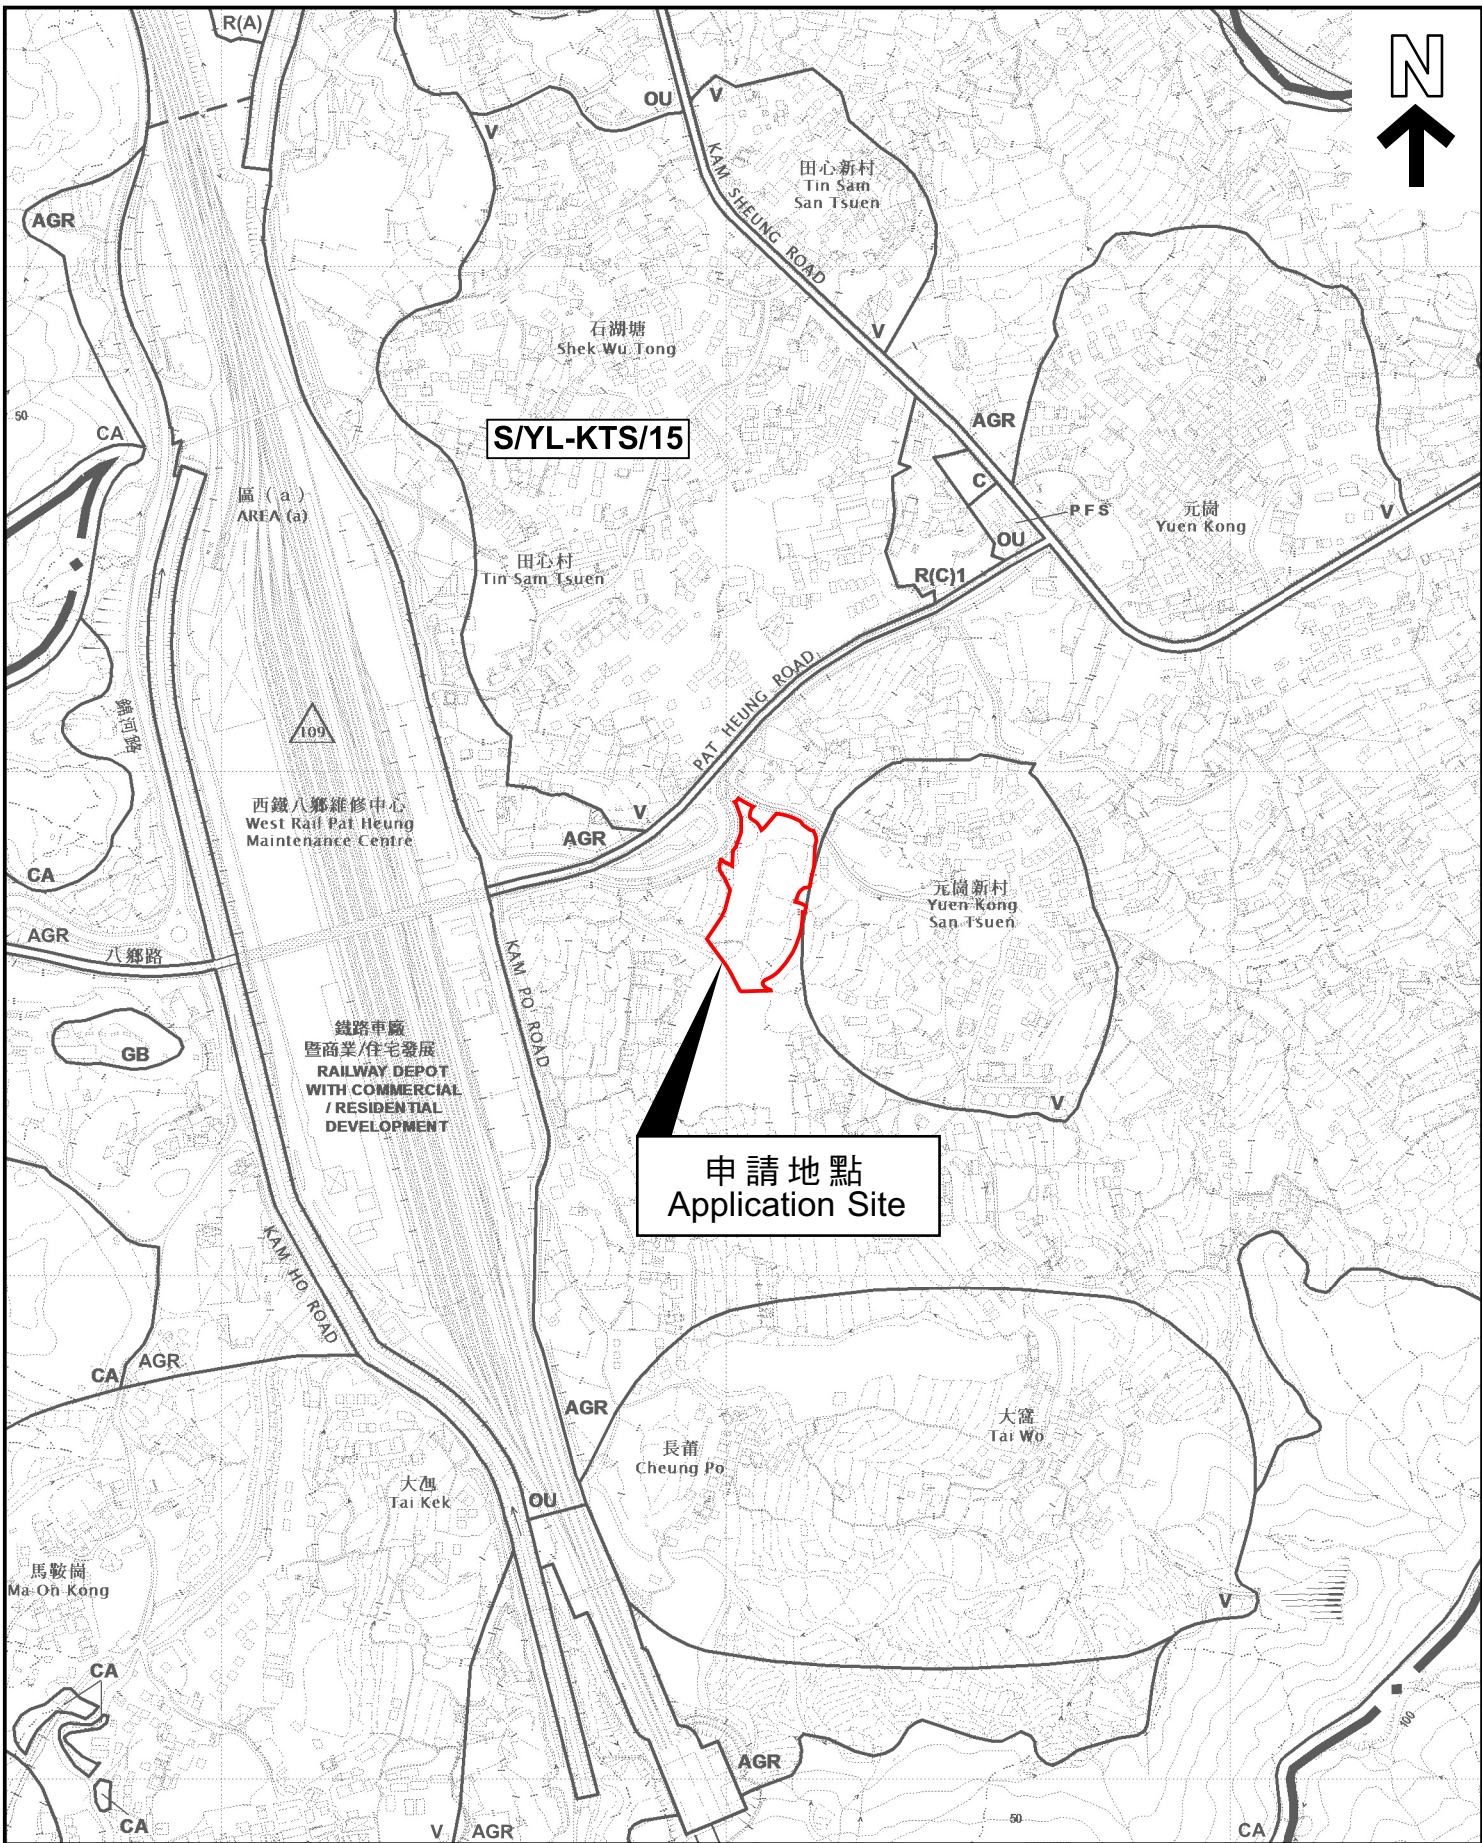 R(A)
N
OU
V
V
KAM SHEUNG ROAD
田心新村
Tin Sam
San Tsuen
AGR
石湖塘
Shek Wu Tong
V
50
CA
S/YL-KTS/15
AGR
C
PFS
OU
元崗
Yuen Kong
V
區 ( a )
AREA (a)
田心村
Tin Sam Tsuen
R(C)1
錦河路
109
PAT HEUNG ROAD
西鐵八鄉維修中心
West Rail Pat Heung
Maintenance Centre
V
AGR
CA
元崗新村
Yuen Kong
San Tsuen
AGR
八鄉路
KAM PO ROAD
GB
鐵路車廠
暨商業/住宅發展
RAILWAY DEPOT
WITH COMMERCIAL
/ RESIDENTIAL
DEVELOPMENT
V
申請地點
Application Site
KAM HO ROAD
CA
AGR
AGR
長莆
Cheung Po
大窩
Tai Wo
Tai Kek
OU
馬鞍崗
Ma On Kong
V
CA
100
AGR
CA
50
V
AGR
CA